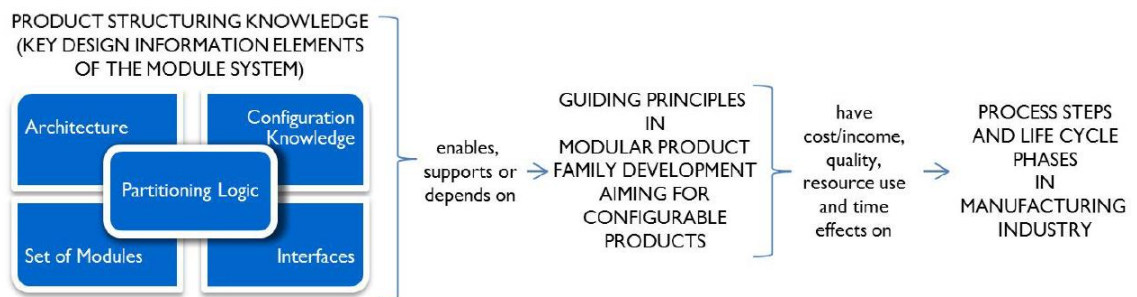 PRODUCT STRUCTURING KNOWLEDGE
(KEY DESIGN INFORMATION ELEMENTS
OF THE MODULE SYSTEM)
Architecture
Configuration
Knowledge
Partitioning Logic
Set of Modules
Interfaces
enables,
supports or
depends on
GUIDING PRINCIPLES
IN
MODULAR PRODUCT
FAMILY DEVELOPMENT
AIMING FOR
CONFIGURABLE
PRODUCTS
have
cost/income,
quality,
resource use
and time
effects on
PROCESS STEPS
AND LIFE CYCLE
PHASES
IN
MANUFACTURING
INDUSTRY